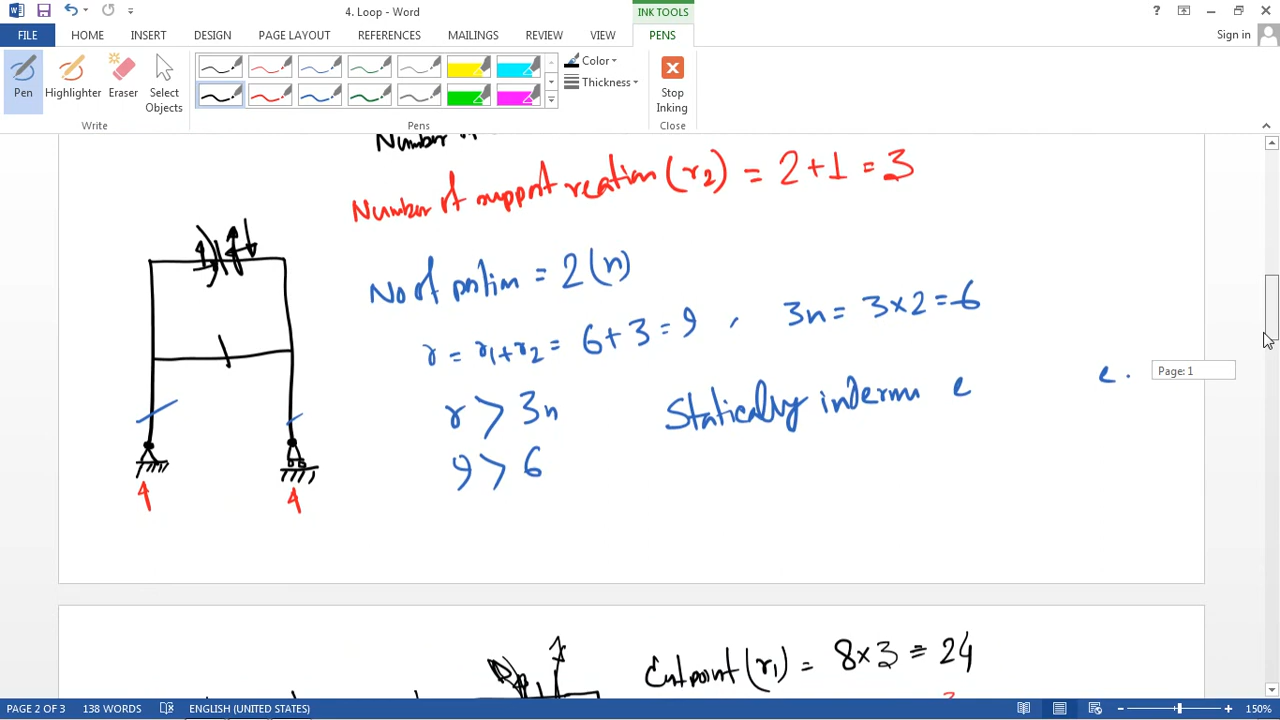 4. Loop - Word
INK TOOLS
FILE HOME INSERT DESIGN PAGE LAYOUT REFERENCES MAILINGS REVIEW VIEW PENS Sign in
Pen Highlighter Eraser Select Objects
Color
Thickness
Stop Inking
Write Pens Close
Number of support reation (r2) = 2+1 = 3
No of portion = 2 (n)
r = r1+r2 = 6+3=9 , 3n = 3x2=6
r > 3n Statically
9 > 6
Page: 1
Cutpoint (r1) = 8x3 = 24
PAGE 2 OF 3 138 WORDS ENGLISH (UNITED STATES) 150%